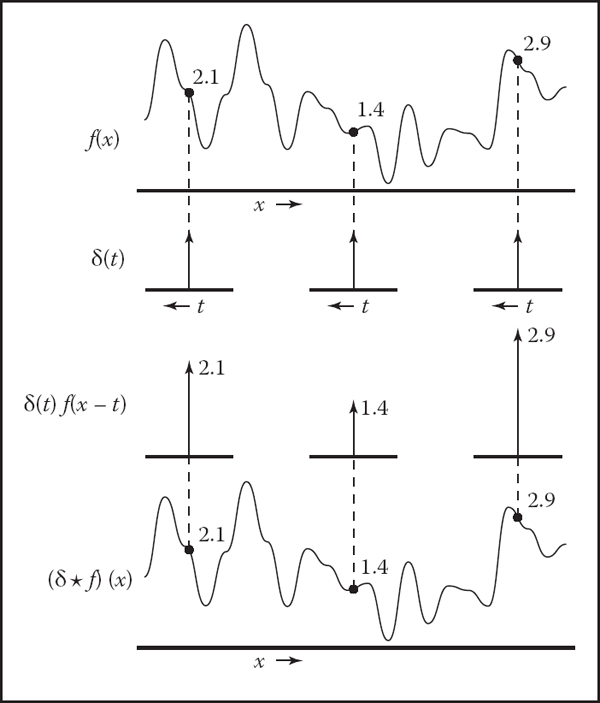 2.9
2.1
1.4
f(x)
x →
δ(t)
← t ← t ← t
2.9
2.1
δ(t) f(x – t) 1.4
2.9
2.1
1.4
(δ ⋆ f) (x)
x →